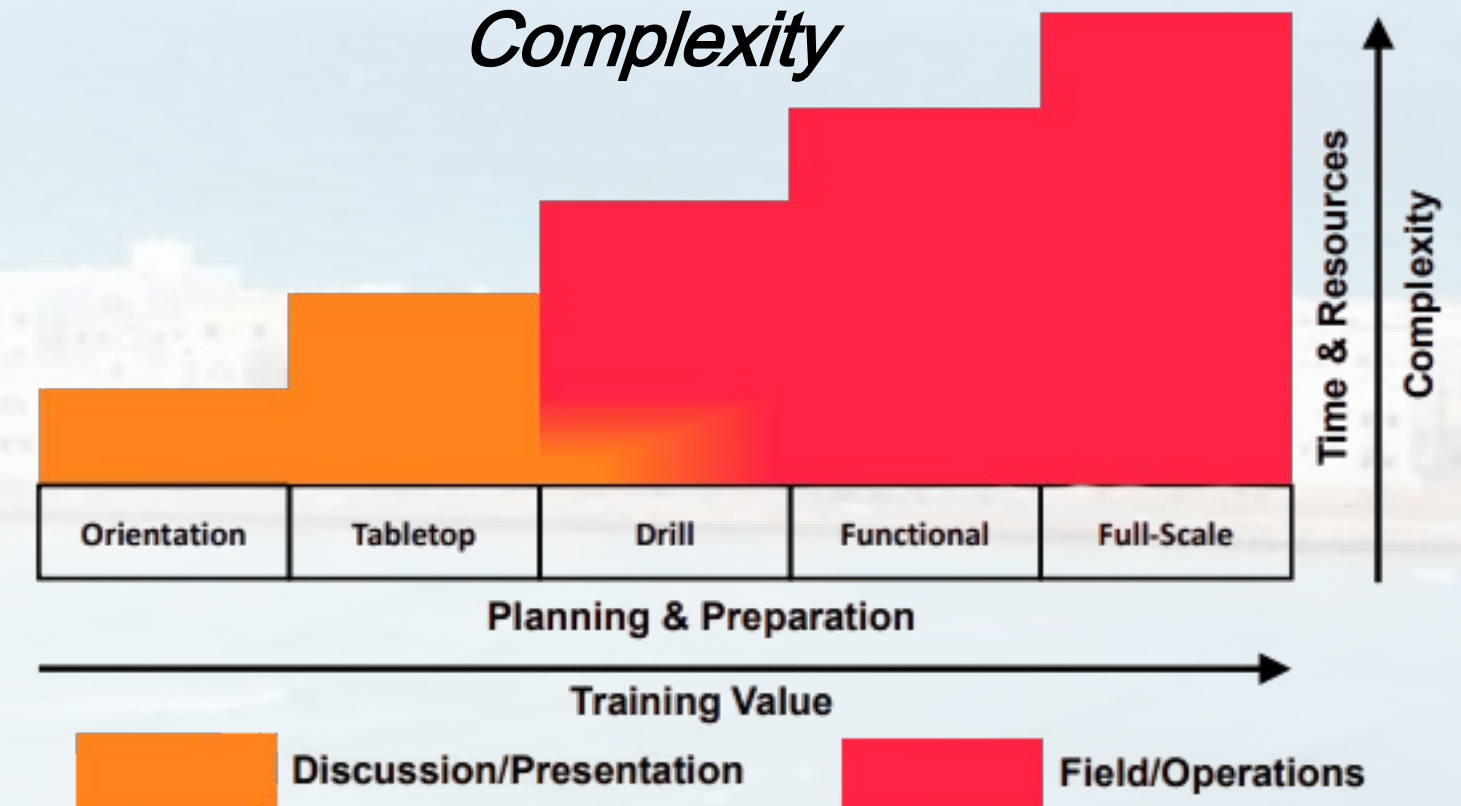 Complexity
Time & Resources
Complexity
Orientation
Tabletop
Drill
Functional
Full-Scale
Planning & Preparation
Training Value
Discussion/Presentation
Field/Operations